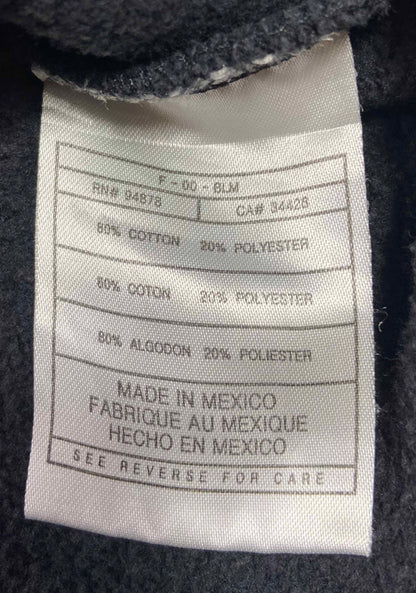 F - 00 - BLM
RN# 94878 CA# 34428
80% COTTON 20% POLYESTER
80% COTON 20% POLYESTER
80% ALGODON 20% POLIESTER
MADE IN MEXICO
FABRIQUE AU MEXIQUE
HECHO EN MEXICO
SEE REVERSE FOR CARE